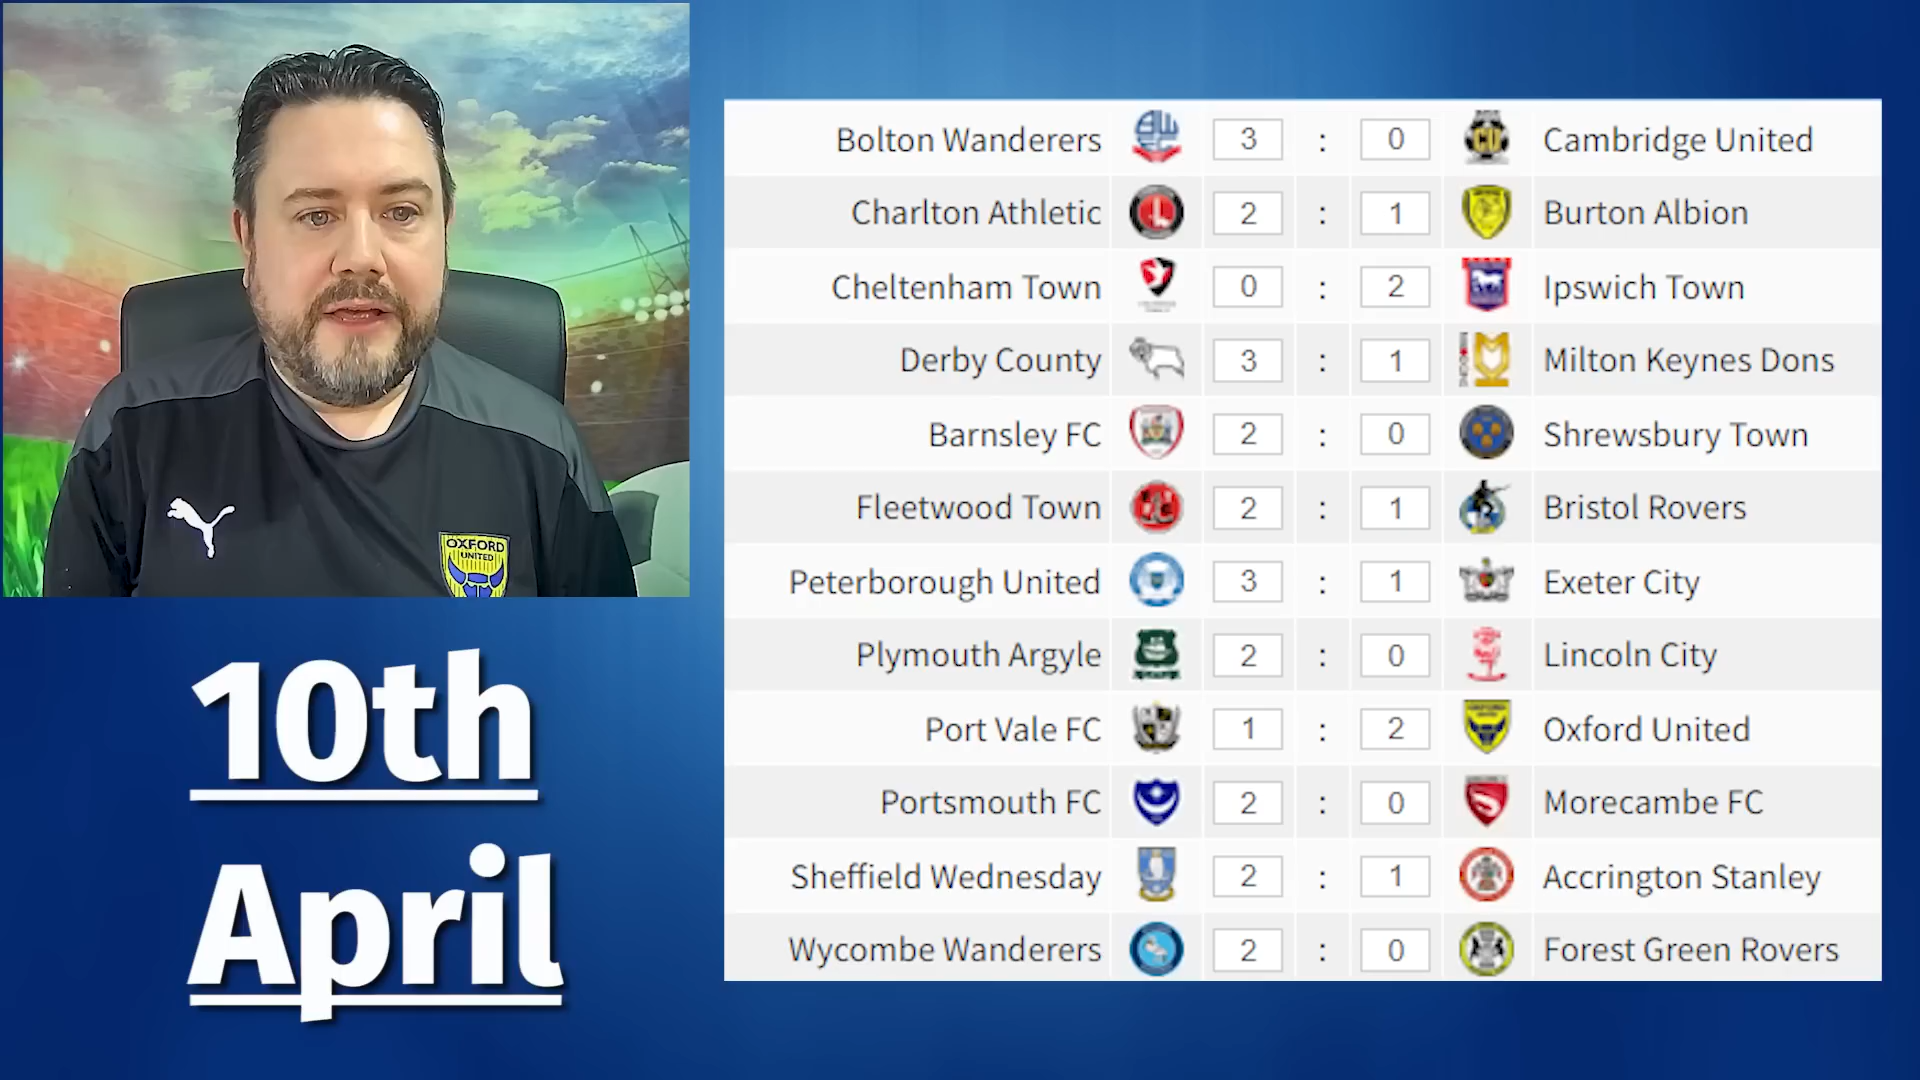 OXFORD
UNITED
10th
April
Bolton Wanderers 3 : 0 Cambridge United
Charlton Athletic 2 : 1 Burton Albion
Cheltenham Town 0 : 2 Ipswich Town
Derby County 3 : 1 Milton Keynes Dons
Barnsley FC 2 : 0 Shrewsbury Town
Fleetwood Town 2 : 1 Bristol Rovers
Peterborough United 3 : 1 Exeter City
Plymouth Argyle 2 : 0 Lincoln City
Port Vale FC 1 : 2 Oxford United
Portsmouth FC 2 : 0 Morecambe FC
Sheffield Wednesday 2 : 1 Accrington Stanley
Wycombe Wanderers 2 : 0 Forest Green Rovers